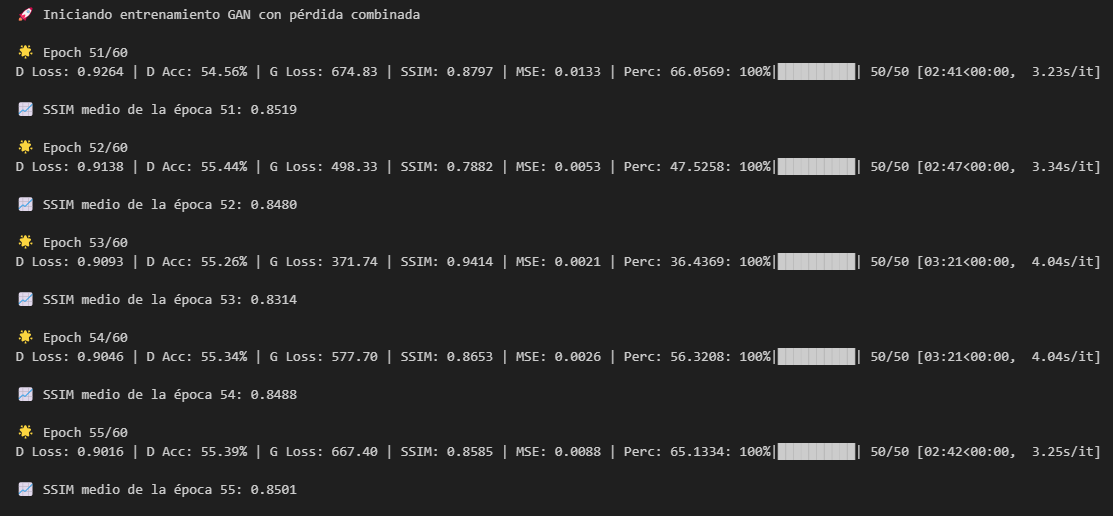 🚀 Iniciando entrenamiento GAN con pérdida combinada
🌟 Epoch 51/60
D Loss: 0.9264 | D Acc: 54.56% | G Loss: 674.83 | SSIM: 0.8797 | MSE: 0.0133 | Perc: 66.0569: 100%|██████████| 50/50 [02:41<00:00, 3.23s/it]
📈 SSIM medio de la época 51: 0.8519
🌟 Epoch 52/60
D Loss: 0.9138 | D Acc: 55.44% | G Loss: 498.33 | SSIM: 0.7882 | MSE: 0.0053 | Perc: 47.5258: 100%|██████████| 50/50 [02:47<00:00, 3.34s/it]
📈 SSIM medio de la época 52: 0.8480
🌟 Epoch 53/60
D Loss: 0.9093 | D Acc: 55.26% | G Loss: 371.74 | SSIM: 0.9414 | MSE: 0.0021 | Perc: 36.4369: 100%|██████████| 50/50 [03:21<00:00, 4.04s/it]
📈 SSIM medio de la época 53: 0.8314
🌟 Epoch 54/60
D Loss: 0.9046 | D Acc: 55.34% | G Loss: 577.70 | SSIM: 0.8653 | MSE: 0.0026 | Perc: 56.3208: 100%|██████████| 50/50 [03:21<00:00, 4.04s/it]
📈 SSIM medio de la época 54: 0.8488
🌟 Epoch 55/60
D Loss: 0.9016 | D Acc: 55.39% | G Loss: 667.40 | SSIM: 0.8585 | MSE: 0.0088 | Perc: 65.1334: 100%|██████████| 50/50 [02:42<00:00, 3.25s/it]
📈 SSIM medio de la época 55: 0.8501